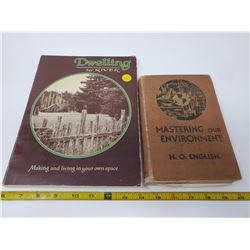 Dwelling
by RIVER
Making and living in your own space
MASTERING OUR
ENVIRONMENT
H. O. ENGLISH